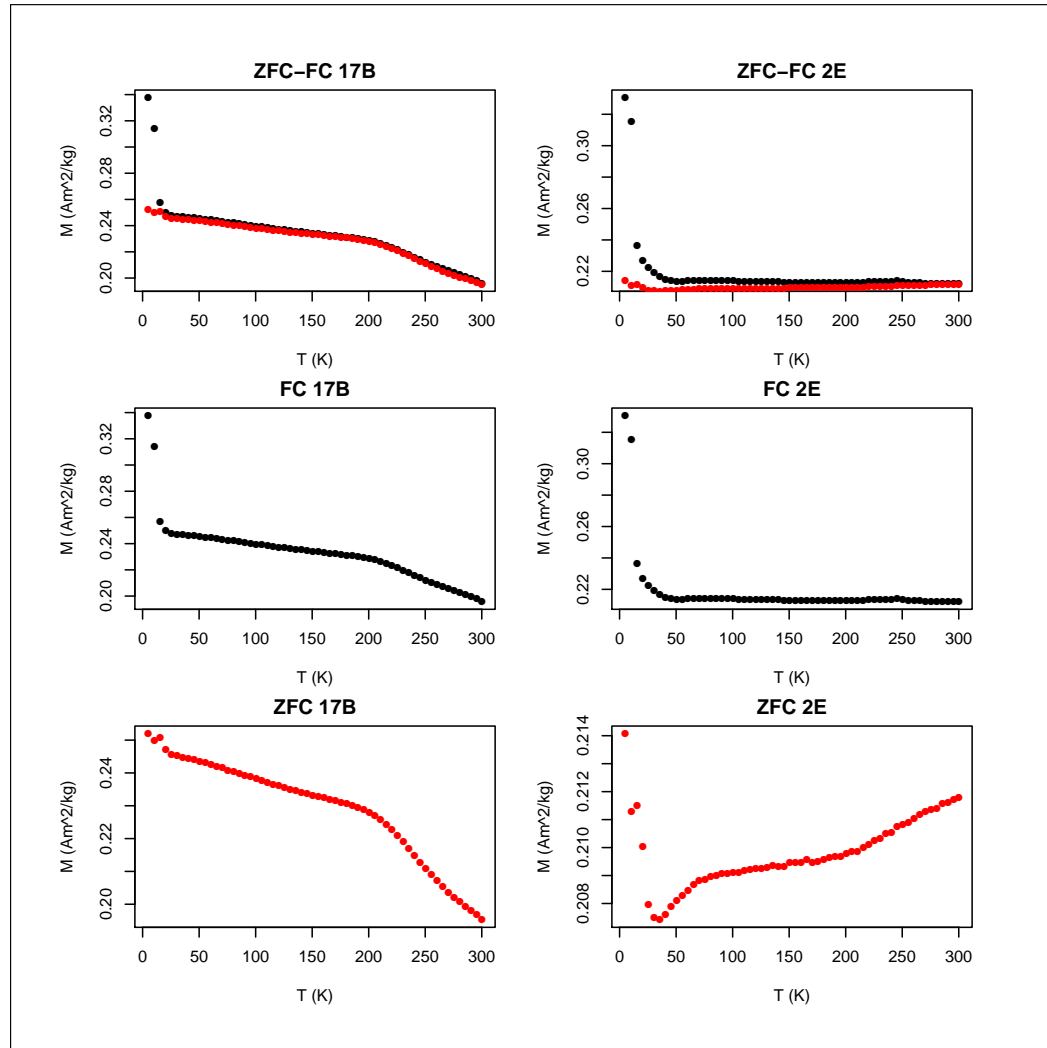 ZFC−FC 17B
M (Am^2/kg)
0.20 0.24 0.28 0.32
0 50 100 150 200 250 300
T (K)
ZFC−FC 2E
M (Am^2/kg)
0.22 0.26 0.30
0 50 100 150 200 250 300
T (K)
FC 17B
M (Am^2/kg)
0.20 0.24 0.28 0.32
0 50 100 150 200 250 300
T (K)
FC 2E
M (Am^2/kg)
0.22 0.26 0.30
0 50 100 150 200 250 300
T (K)
ZFC 17B
M (Am^2/kg)
0.20 0.22 0.24
0 50 100 150 200 250 300
T (K)
ZFC 2E
M (Am^2/kg)
0.208 0.210 0.212 0.214
0 50 100 150 200 250 300
T (K)